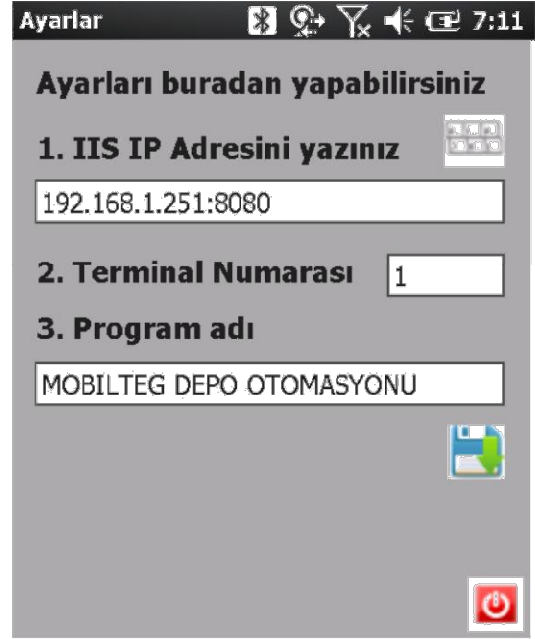 Ayarlar 7:11
Ayarları buradan yapabilirsiniz
1. IIS IP Adresini yazınız
192.168.1.251:8080
2. Terminal Numarası 1
3. Program adı
MOBILTEG DEPO OTOMASYONU